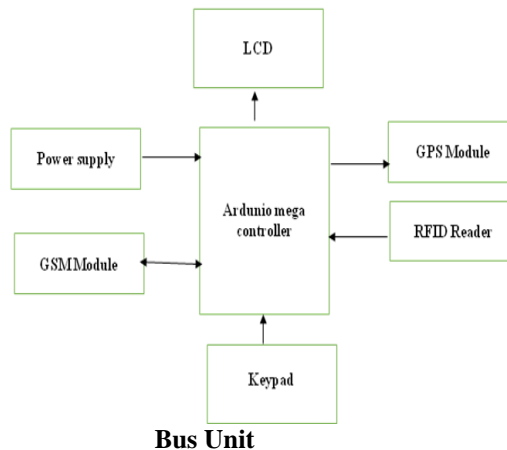 LCD
Power supply
GPS Module
Ardunio mega
controller
RFID Reader
GSM Module
Keypad
Bus Unit